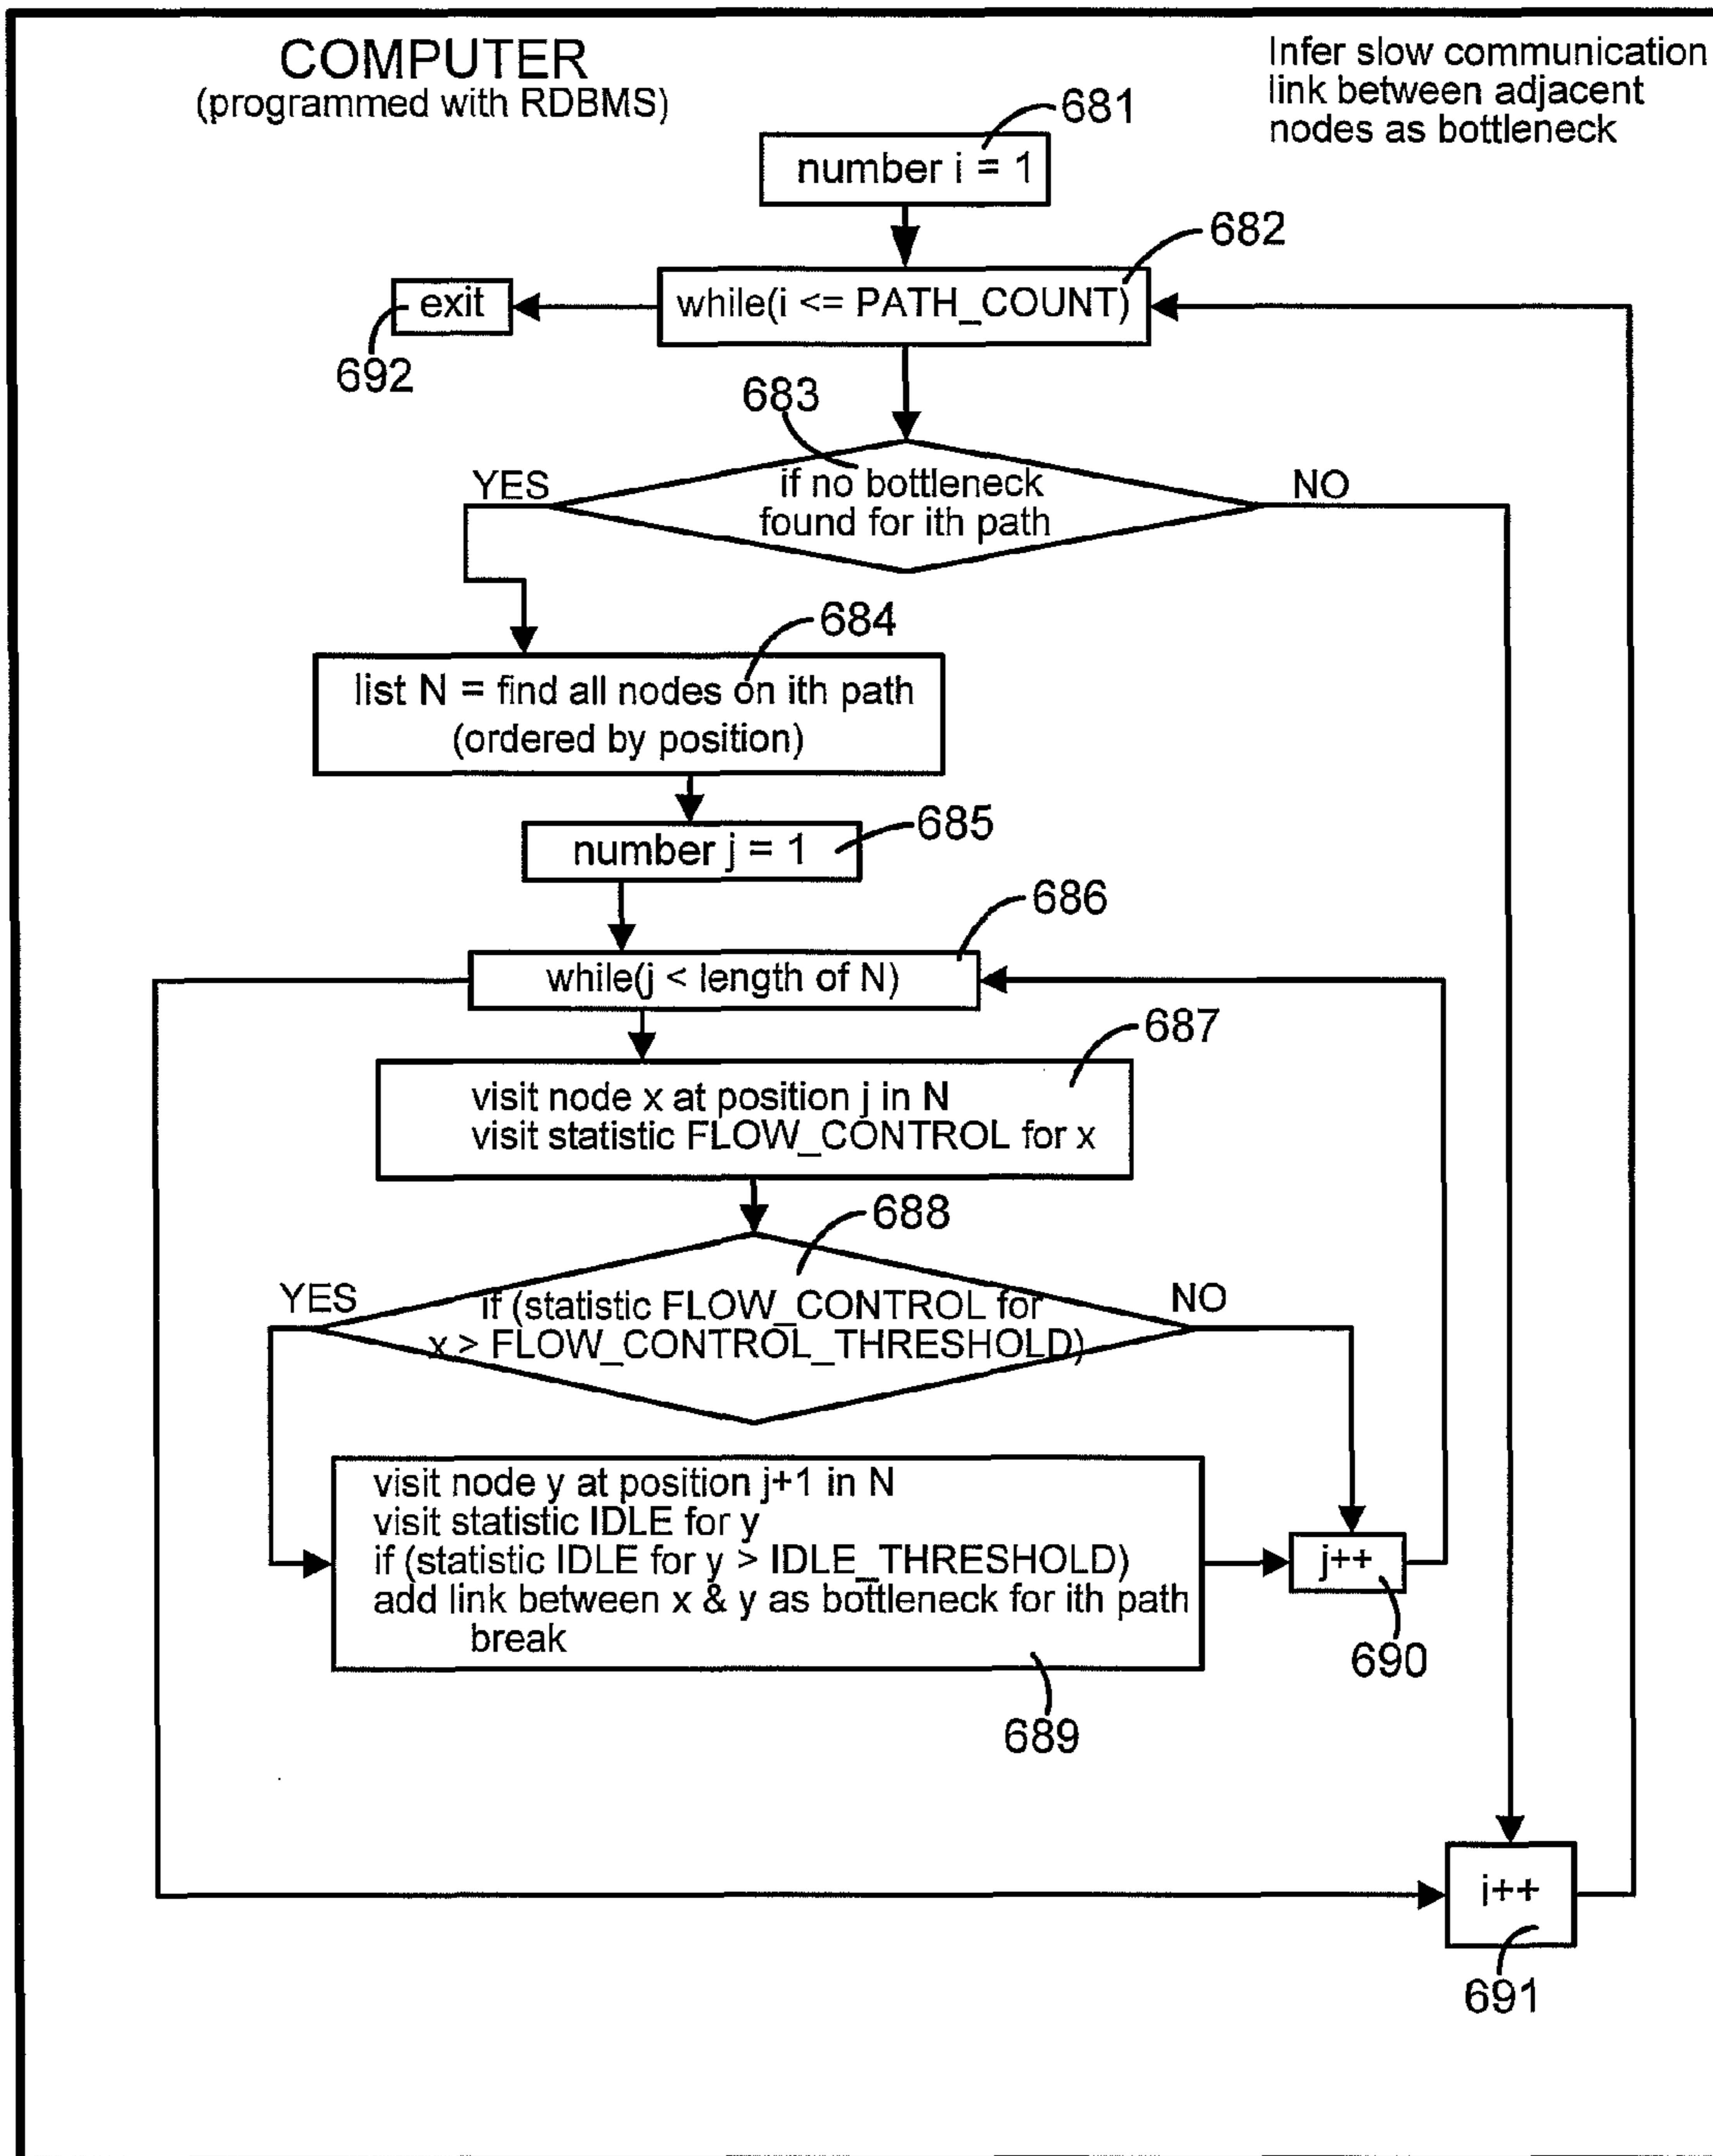 COMPUTER
(programmed with RDBMS)
Infer slow communication
link between adjacent
nodes as bottleneck
681
number i = 1
682
while(i <= PATH_COUNT)
exit
692
683
YES
if no bottleneck
found for ith path
NO
684
list N = find all nodes on ith path
(ordered by position)
number j = 1
685
686
while(j < length of N)
687
visit node x at position j in N
visit statistic FLOW_CONTROL for x
688
YES
if (statistic FLOW_CONTROL for
x > FLOW_CONTROL_THRESHOLD)
NO
visit node y at position j+1 in N
visit statistic IDLE for y
if (statistic IDLE for y > IDLE_THRESHOLD)
add link between x & y as bottleneck for ith path
break
j++
690
689
i++
691